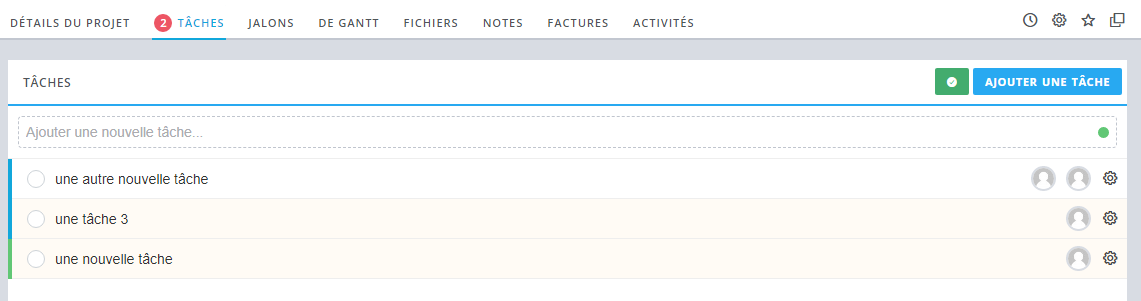 DÉTAILS DU PROJET 2 TÂCHES JALONS DE GANTT FICHIERS NOTES FACTURES ACTIVITÉS
TÂCHES AJOUTER UNE TÂCHE
Ajouter une nouvelle tâche...
une autre nouvelle tâche
une tâche 3
une nouvelle tâche